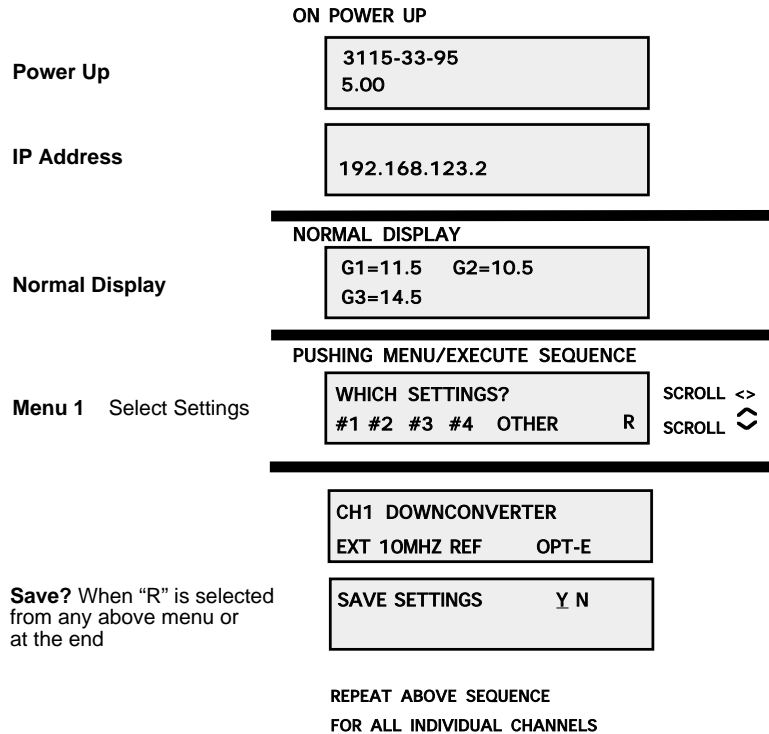 ON POWER UP
Power Up
3115-33-95
5.00
IP Address
192.168.123.2
NORMAL DISPLAY
Normal Display
G1=11.5 G2=10.5
G3=14.5
PUSHING MENU/EXECUTE SEQUENCE
Menu 1 Select Settings
WHICH SETTINGS?
#1 #2 #3 #4 OTHER R
SCROLL <>
SCROLL
CH1 DOWNCONVERTER
EXT 10MHZ REF OPT-E
Save? When “R” is selected
from any above menu or
at the end
SAVE SETTINGS Y N
REPEAT ABOVE SEQUENCE
FOR ALL INDIVIDUAL CHANNELS